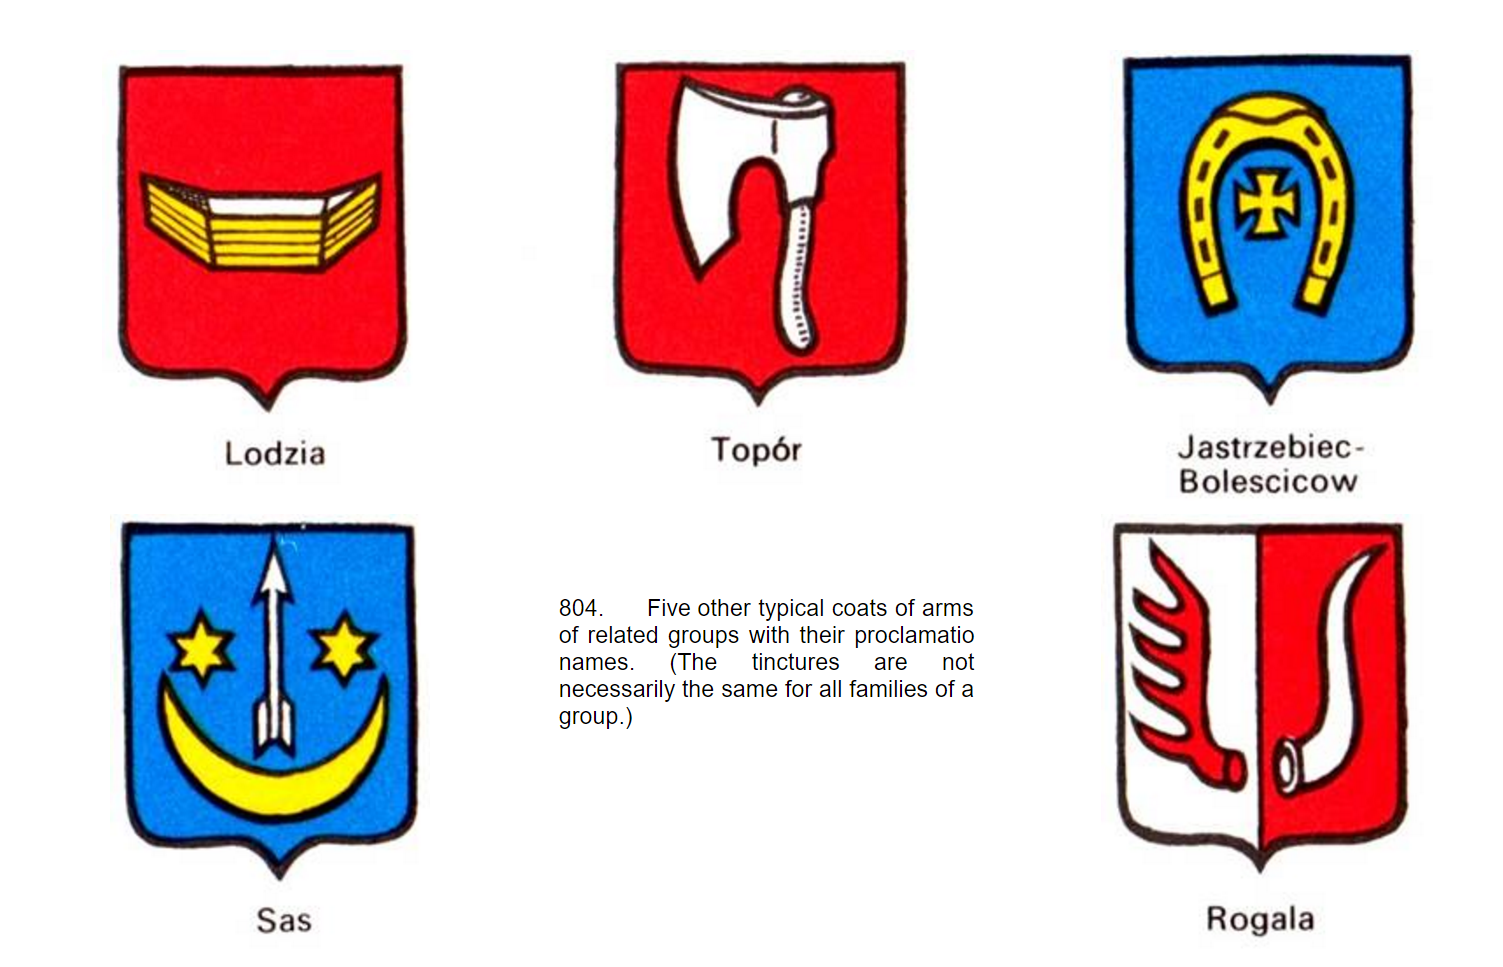 Lodzia
Topór
Jastrzebiec-
Bolescicow
804. Five other typical coats of arms
of related groups with their proclamatio
names. (The tinctures are not
necessarily the same for all families of a
group.)
Sas
Rogala